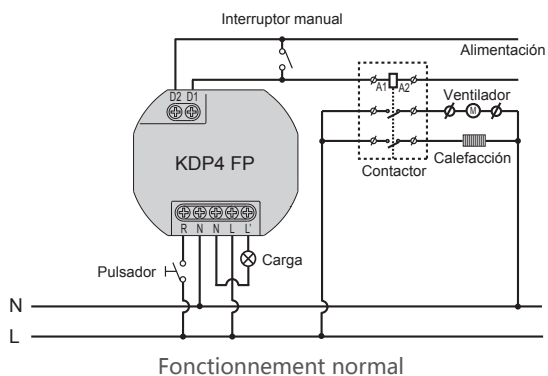 Interruptor manual
Alimentación
D2 D1
A1 A2
Ventilador
M
KDP4 FP
Calefacción
Contactor
R N N L L'
Carga
Pulsador
N
L
Fonctionnement normal